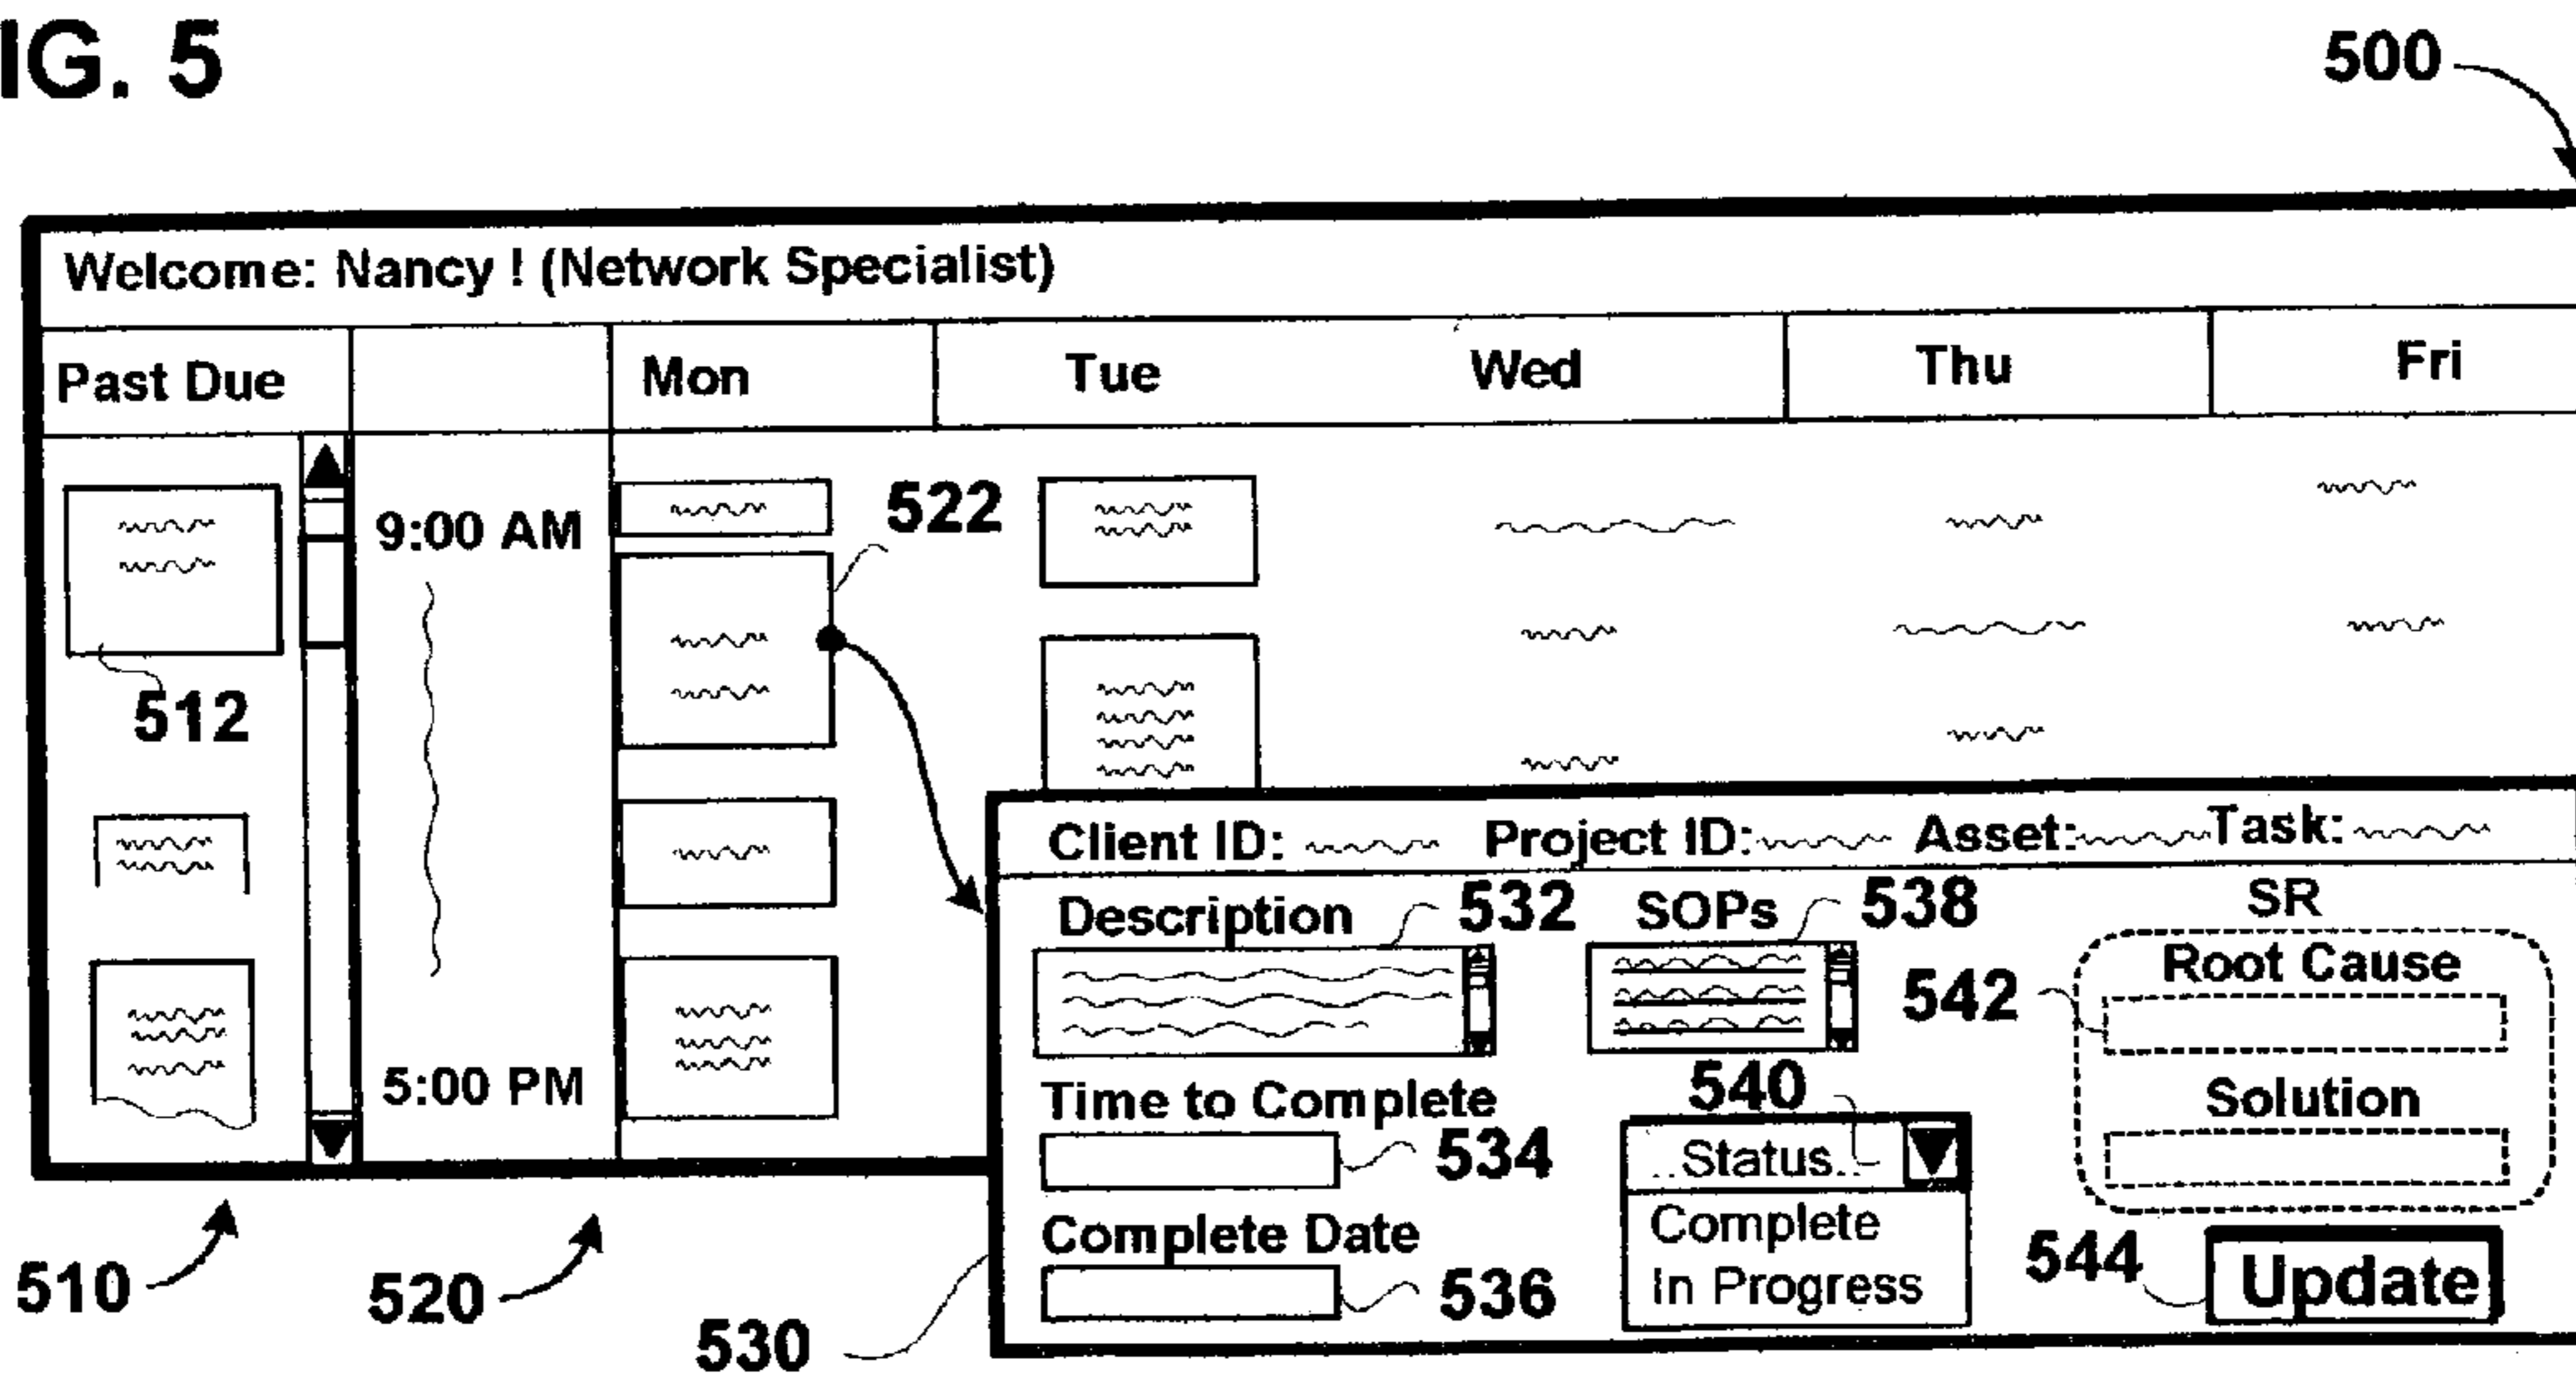 IG. 5
500
Welcome: Nancy ! (Network Specialist)
Past Due Mon Tue Wed Thu Fri
522
9:00 AM
512
5:00 PM
Client ID: Project ID: Asset: Task:
Description 532 SOPs 538 SR
542 Root Cause
Time to Complete 540 Solution
534 ..Status..
Complete Date Complete
536 In Progress 544 Update
510 520 530